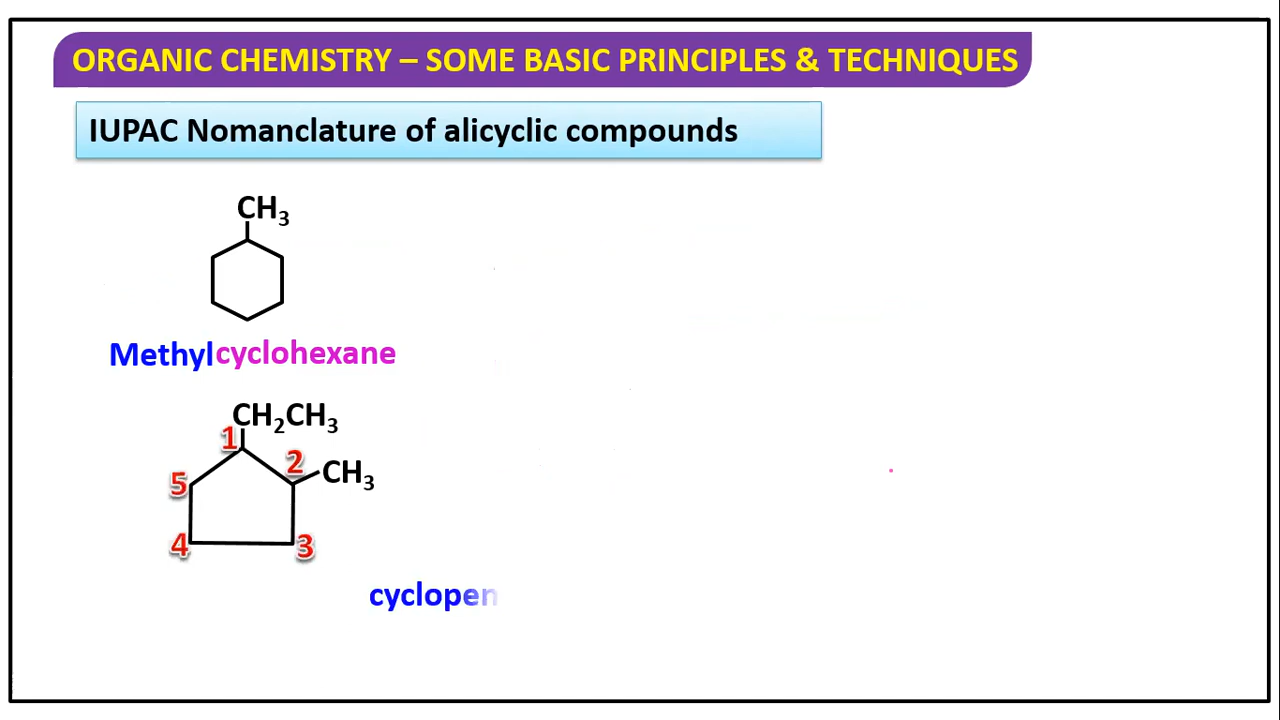 ORGANIC CHEMISTRY – SOME BASIC PRINCIPLES & TECHNIQUES
IUPAC Nomanclature of alicyclic compounds
CH₃
Methylcyclohexane
CH₂CH₃
1
2
CH₃
5
4
3
cyclopen